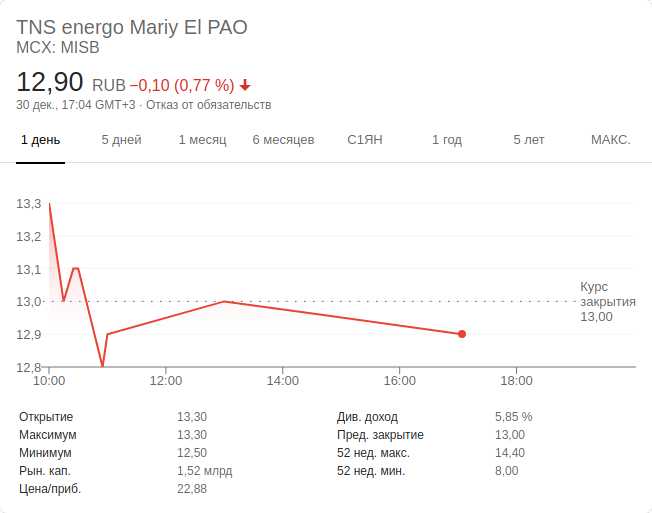 TNS energo Mariy El PAO
MCX: MISB
12,90 RUB −0,10 (0,77 %)
30 дек., 17:04 GMT+3 · Отказ от обязательств
1 день 5 дней 1 месяц 6 месяцев С1ЯН 1 год 5 лет МАКС.
13,3
13,2
13,1
13,0
12,9
12,8
Курс
закрытия
13,00
10:00 12:00 14:00 16:00 18:00
Открытие 13,30 Див. доход 5,85 %
Максимум 13,30 Пред. закрытие 13,00
Минимум 12,50 52 нед. макс. 14,40
Рын. кап. 1,52 млрд 52 нед. мин. 8,00
Цена/приб. 22,88